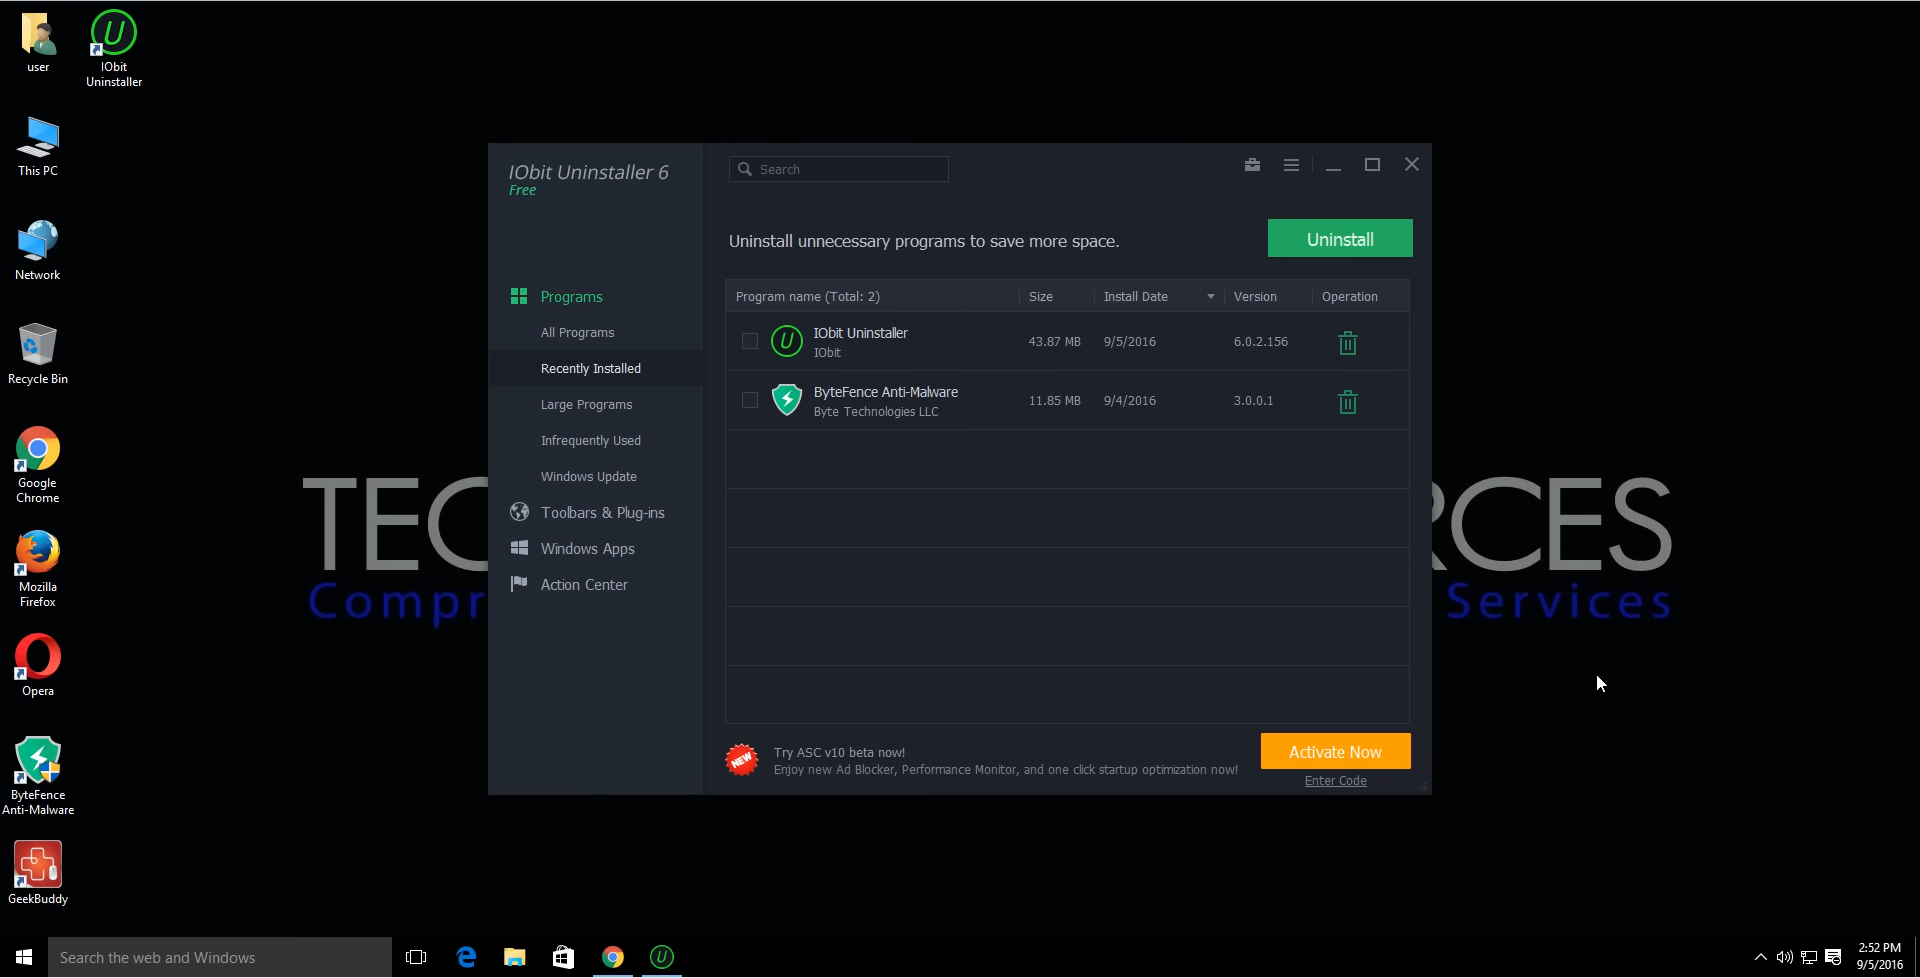 user
IObit
Uninstaller
This PC
Network
Recycle Bin
Google
Chrome
Mozilla
Firefox
Opera
ByteFence
Anti-Malware
GeekBuddy
IObit Uninstaller 6
Free
Search
Uninstall unnecessary programs to save more space.
Uninstall
Programs
All Programs
Recently Installed
Large Programs
Infrequently Used
Windows Update
Toolbars & Plug-ins
Windows Apps
Action Center
Program name (Total: 2) Size Install Date Version Operation
IObit Uninstaller
IObit
43.87 MB 9/5/2016 6.0.2.156
ByteFence Anti-Malware
Byte Technologies LLC
11.85 MB 9/4/2016 3.0.0.1
NEW
Try ASC v10 beta now!
Enjoy new Ad Blocker, Performance Monitor, and one click startup optimization now!
Activate Now
Enter Code
TEC RCES
Compr Services
Search the web and Windows
2:52 PM
9/5/2016